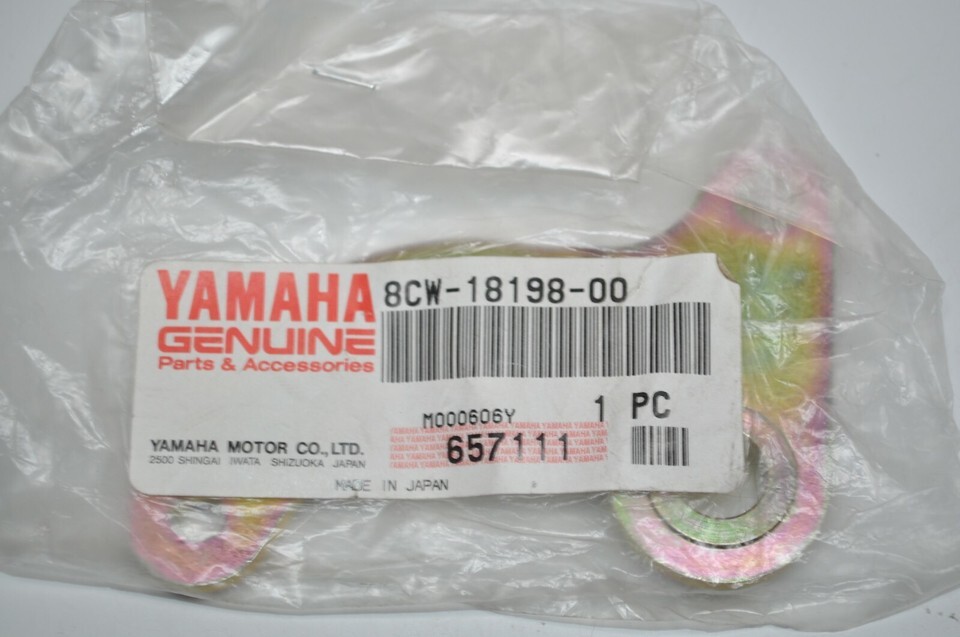 YAMAHA
GENUINE
Parts & Accessories
8CW-18198-00
M000606Y
1 PC
657111
YAMAHA MOTOR CO.,LTD.
2500 SHINGAI IWATA SHIZUOKA JAPAN
MADE IN JAPAN